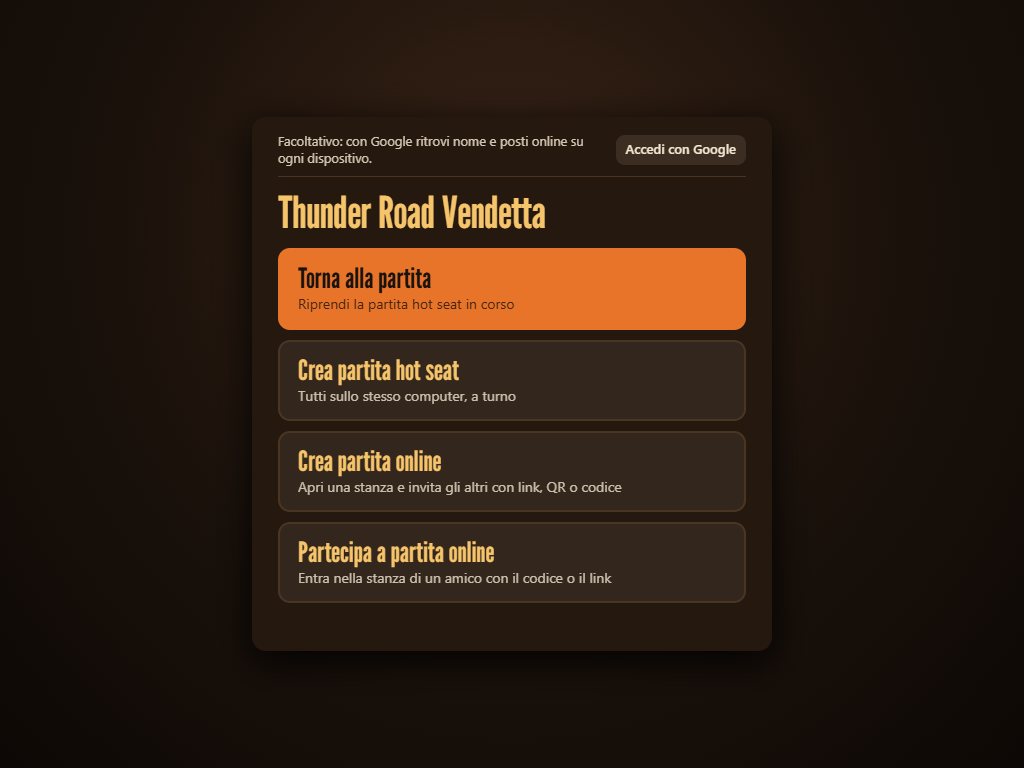 Facoltativo: con Google ritrovi nome e posti online su
ogni dispositivo.
Accedi con Google
Thunder Road Vendetta
Torna alla partita
Riprendi la partita hot seat in corso
Crea partita hot seat
Tutti sullo stesso computer, a turno
Crea partita online
Apri una stanza e invita gli altri con link, QR o codice
Partecipa a partita online
Entra nella stanza di un amico con il codice o il link